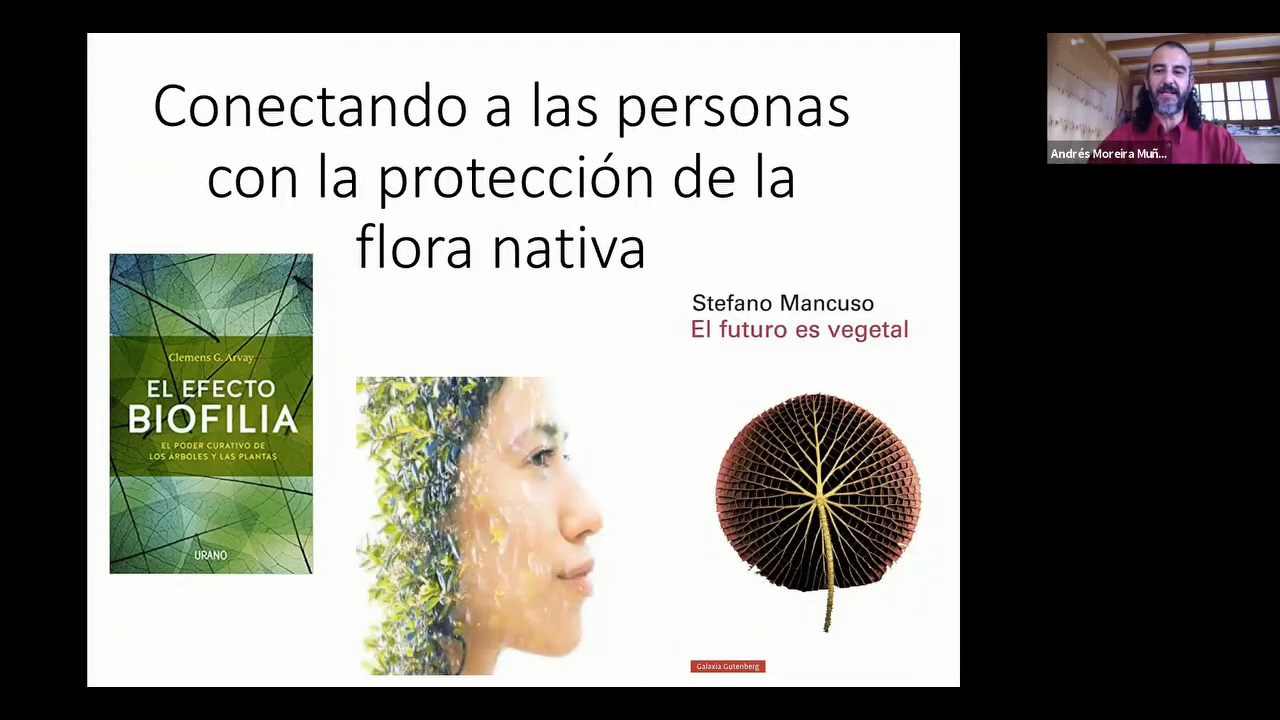 Conectando a las personas
con la protección de la
flora nativa
Clemens G. Arvay
EL EFECTO
BIOFILIA
EL PODER CURATIVO DE
LOS ÁRBOLES Y LAS PLANTAS
URANO
Stefano Mancuso
El futuro es vegetal
Galaxia Gutenberg
Andrés Moreira Muñ...